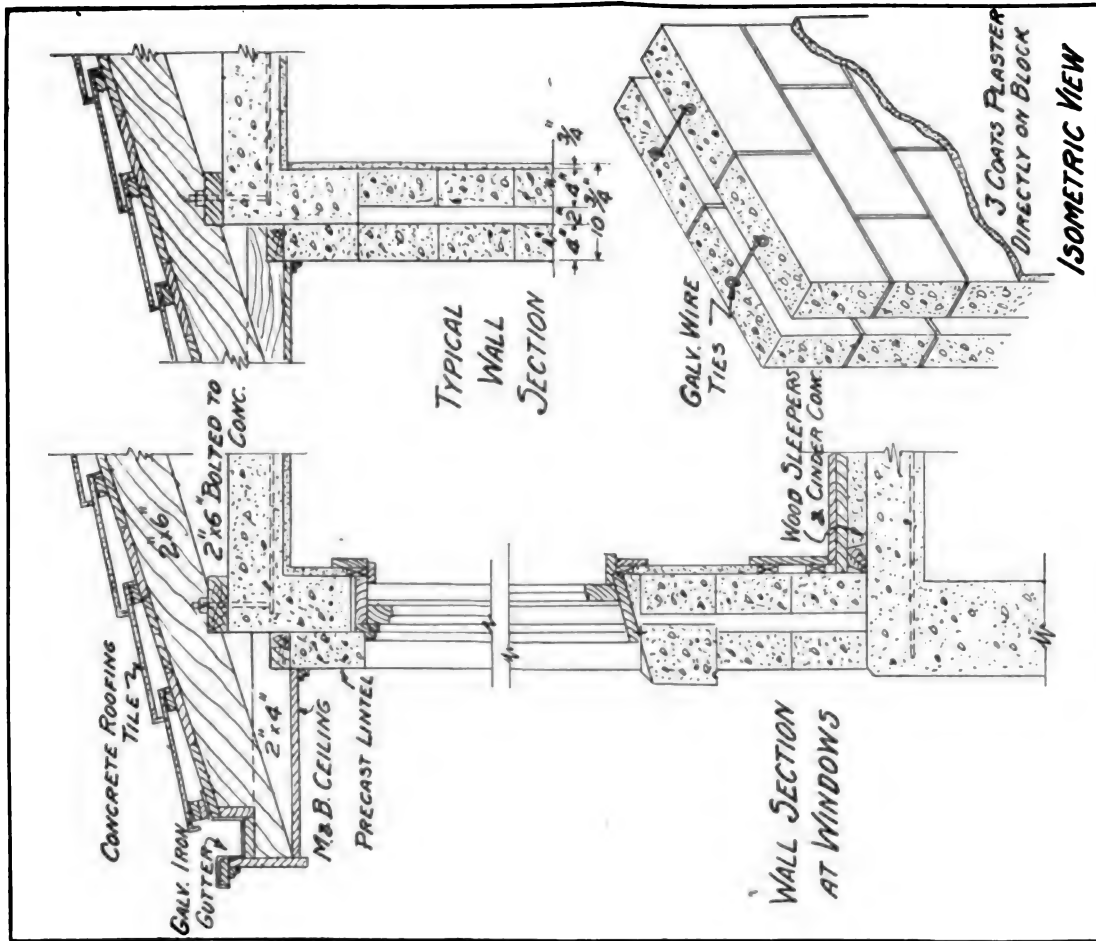 CONCRETE ROOFING
TILE
GALV. IRON
GUTTER
2"x6"
2"x6" BOLTED TO
CONC.
2"x4"
M&B. CEILING
PRECAST LINTEL
WALL SECTION
AT WINDOWS
WOOD SLEEPERS
& CINDER CONC.
TYPICAL
WALL
SECTION
4" 2" 4" 3/4"
10 3/4"
GALV. WIRE
TIES
3 COATS PLASTER
DIRECTLY ON BLOCK
ISOMETRIC VIEW